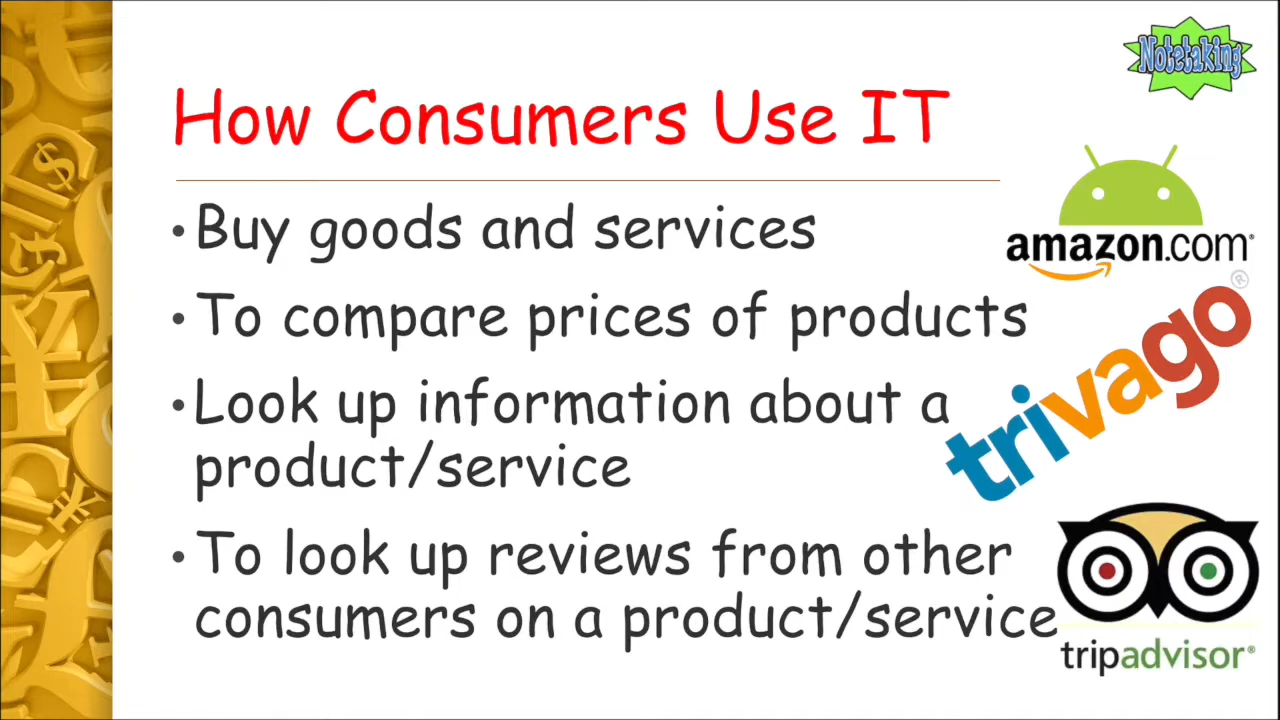 Notetaking
How Consumers Use IT
•Buy goods and services
•To compare prices of products
•Look up information about a
product/service
•To look up reviews from other
consumers on a product/service
amazon.com®
trivago®
tripadvisor®